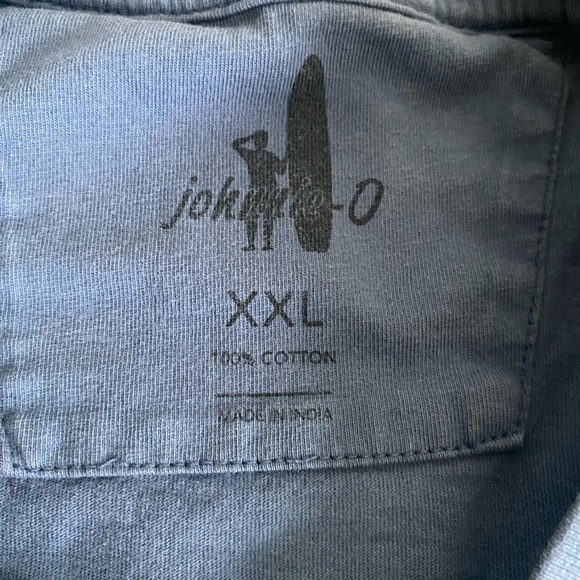 johnnie-O
XXL
100% COTTON
MADE IN INDIA